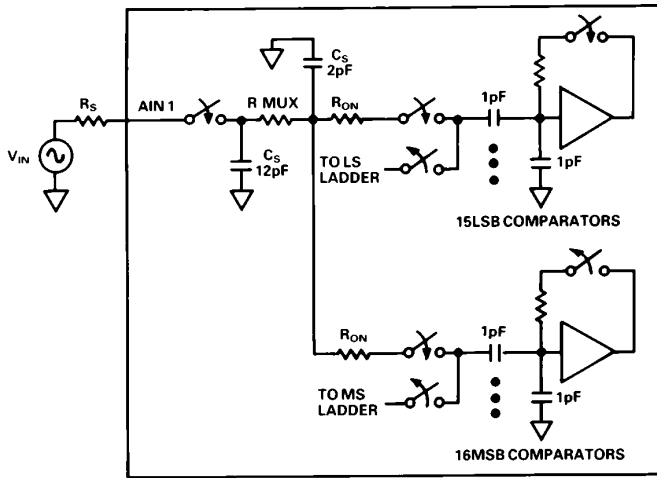 CS
2pF
RS
AIN 1
R MUX
RON
1pF
VIN
CS
12pF
TO LS
LADDER
1pF
15LSB COMPARATORS
RON
1pF
TO MS
LADDER
1pF
16MSB COMPARATORS